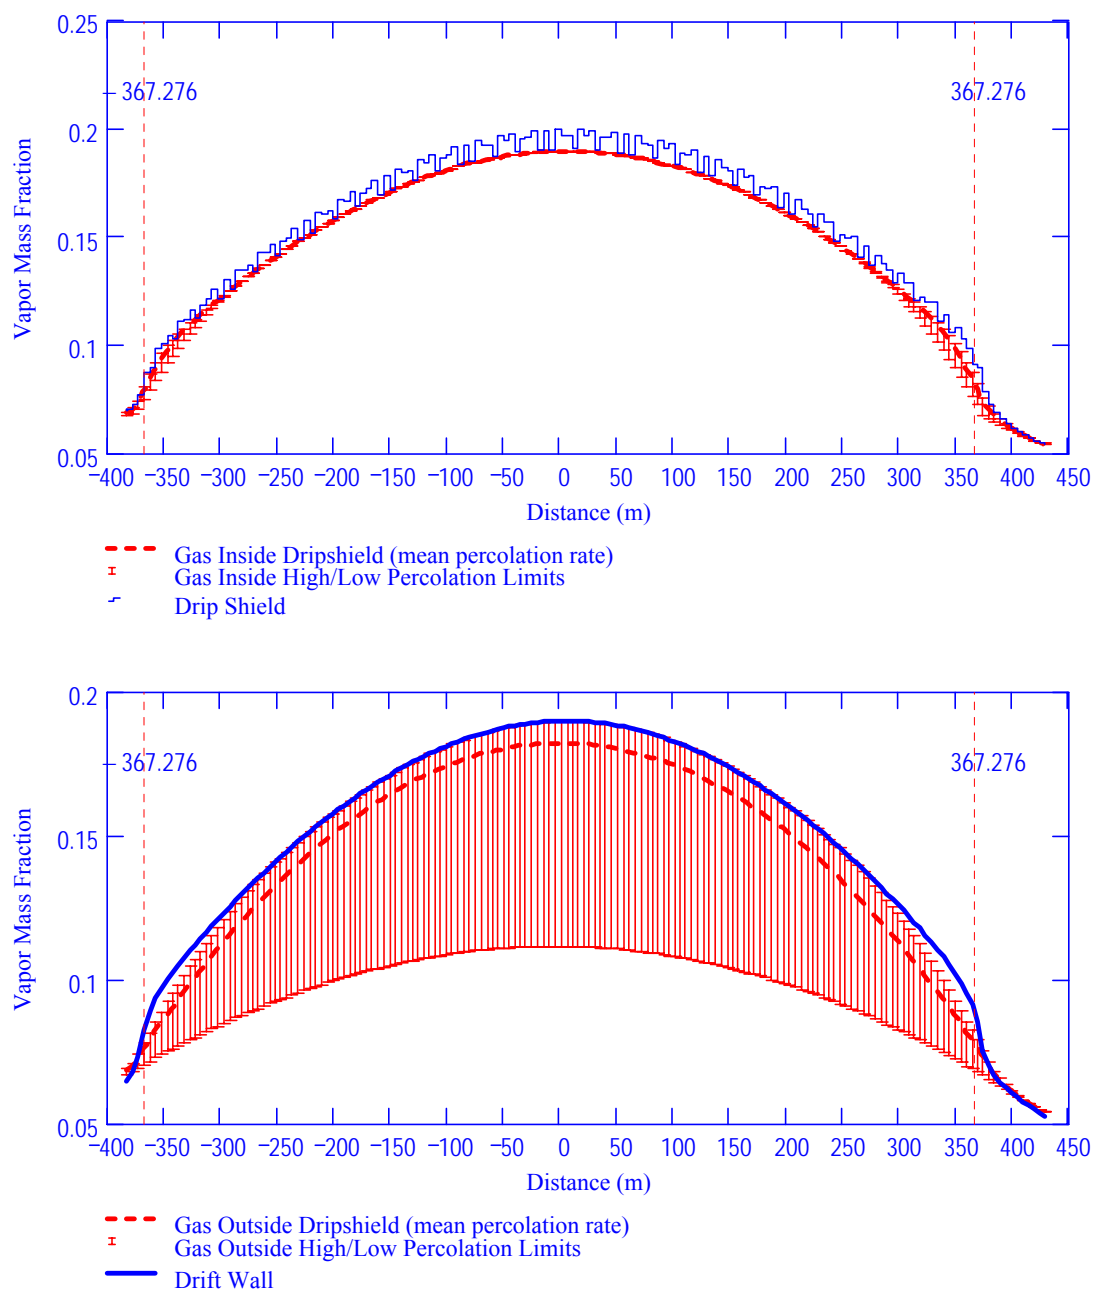 0.25
− 367.276
367.276
0.2
0.15
0.1
0.05
Vapor Mass Fraction
−400 −350 −300 −250 −200 −150 −100 −50 0 50 100 150 200 250 300 350 400 450
Distance (m)
Gas Inside Dripshield (mean percolation rate)
Gas Inside High/Low Percolation Limits
Drip Shield
0.2
− 367.276
367.276
0.15
0.1
0.05
Vapor Mass Fraction
−400 −350 −300 −250 −200 −150 −100 −50 0 50 100 150 200 250 300 350 400 450
Distance (m)
Gas Outside Dripshield (mean percolation rate)
Gas Outside High/Low Percolation Limits
Drift Wall